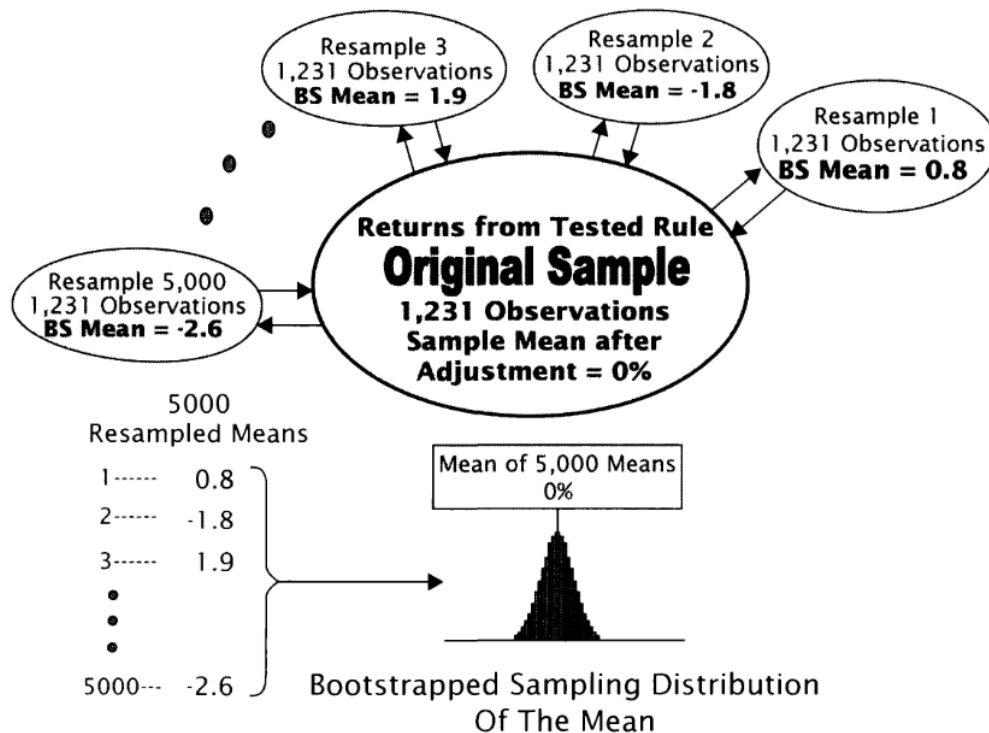 Resample 3
1,231 Observations
BS Mean = 1.9
Resample 2
1,231 Observations
BS Mean = -1.8
Resample 1
1,231 Observations
BS Mean = 0.8
Returns from Tested Rule
Original Sample
1,231 Observations
Sample Mean after
Adjustment = 0%
Resample 5,000
1,231 Observations
BS Mean = -2.6
5000
Resampled Means
1------ 0.8
2------ -1.8
3------ 1.9
5000--- -2.6
Mean of 5,000 Means
0%
Bootstrapped Sampling Distribution
Of The Mean